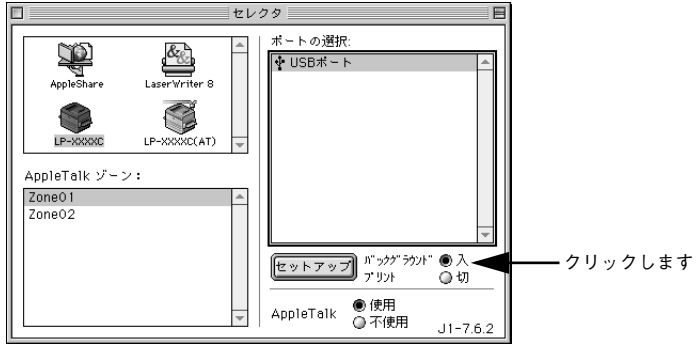 セレクタ
AppleShare
LaserWriter 8
LP-XXXXC
LP-XXXXC(AT)
AppleTalk ゾーン：
Zone01
Zone02
ポートの選択:
USBポート
セットアップ
バックグラウンド
プリント
入
切
クリックします
AppleTalk
使用
不使用
J1-7.6.2